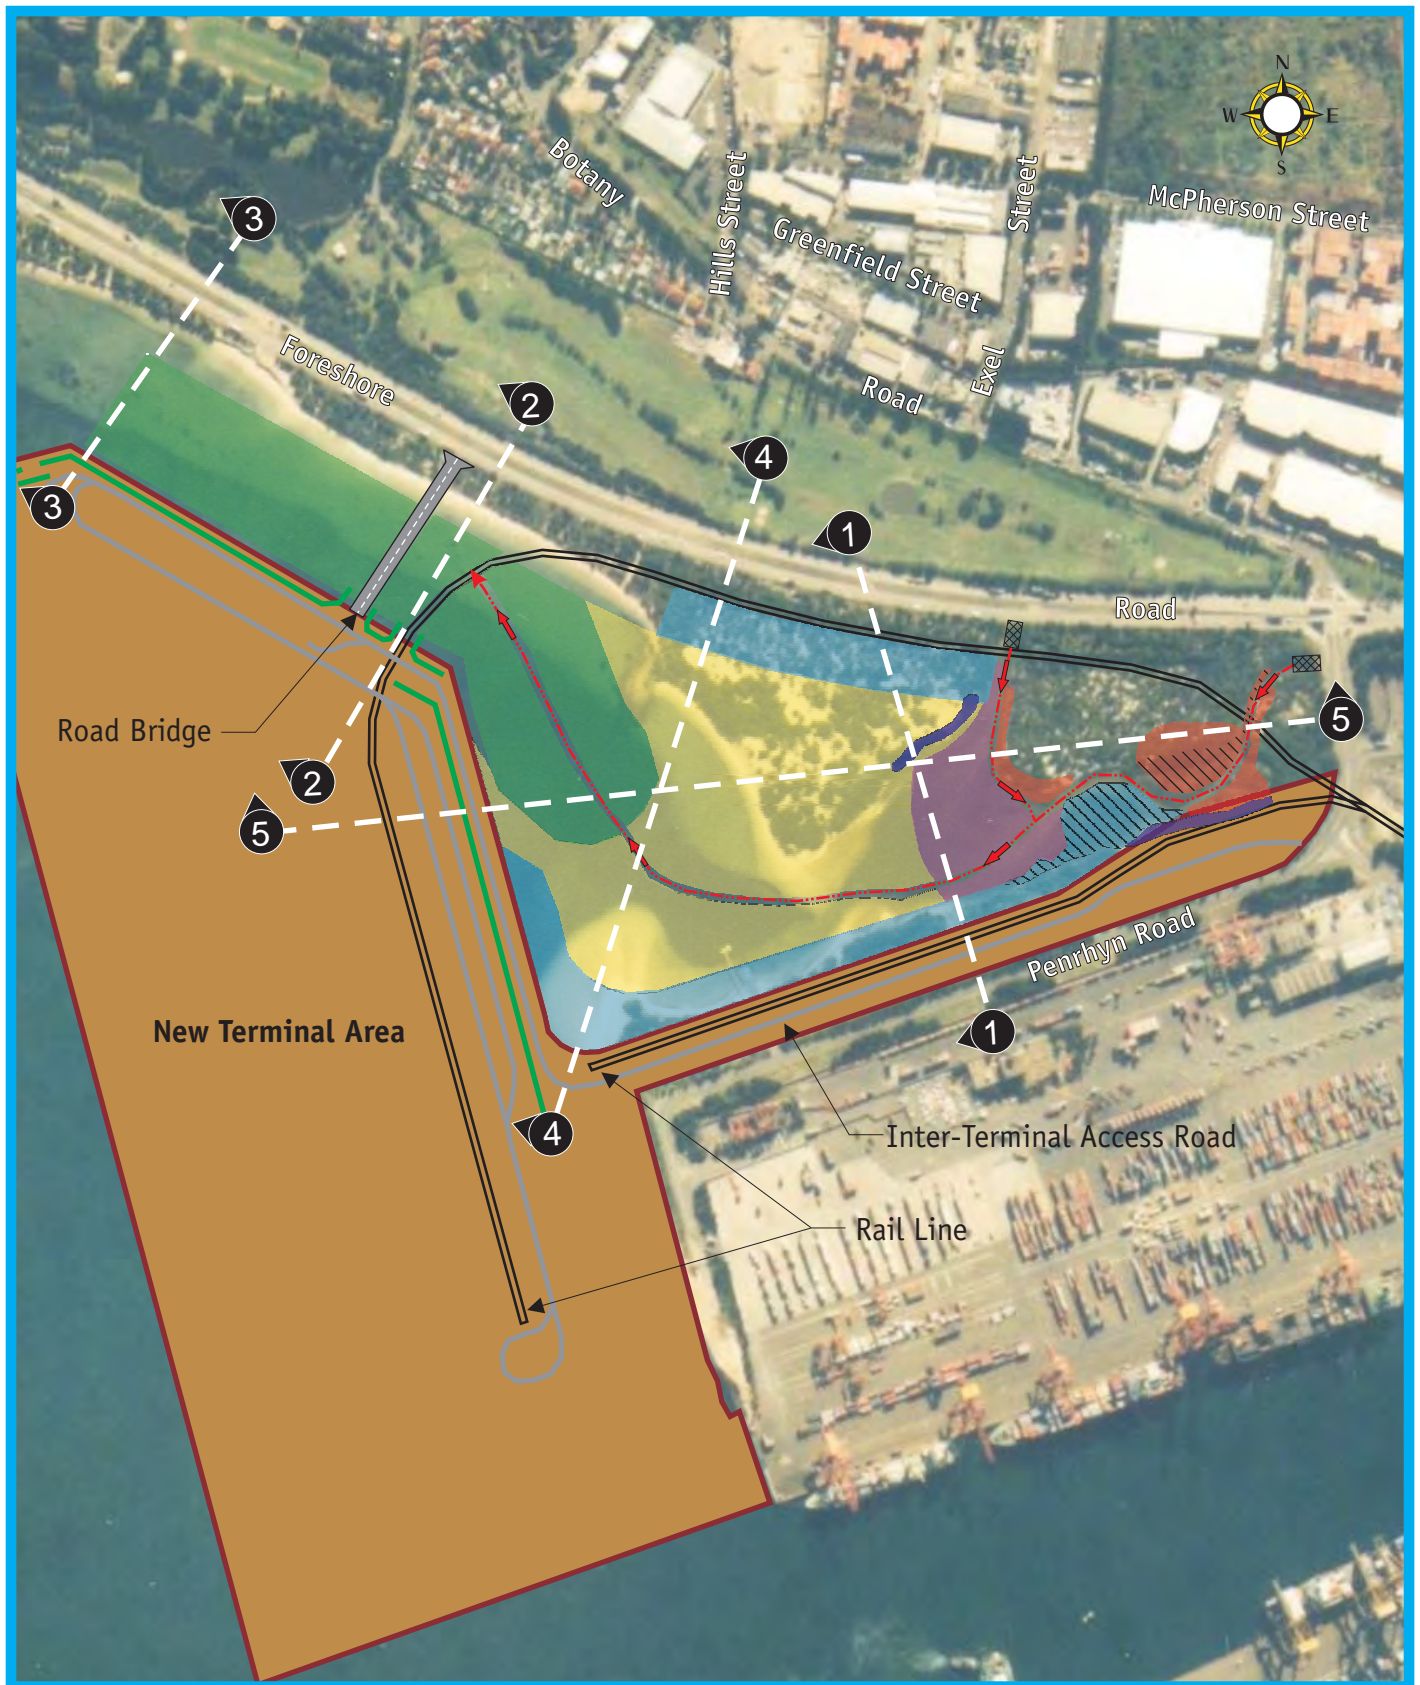 N
W E
S
McPherson Street
Botany
Hills Street
Street
Greenfield Street
Exel
Road
3
Foreshore
2
4
1
3
Road
5
Road Bridge
2
5
Penrhyn Road
New Terminal Area
1
4
Inter-Terminal Access Road
Rail Line